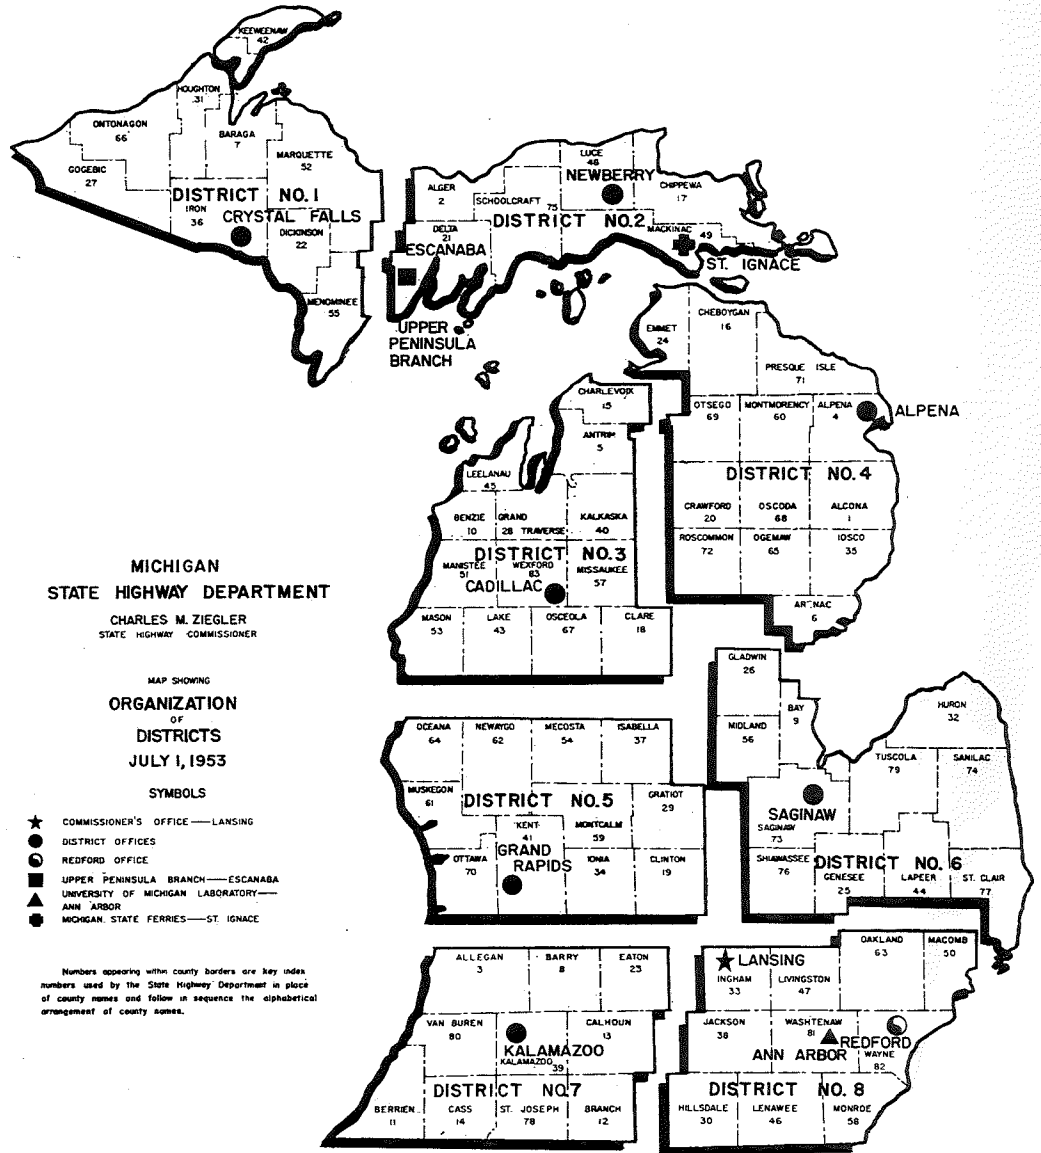 KEEWEENAW
42
HOUGHTON
31
ONTONAGON
66
BARAGA
7
MARQUETTE
52
GOGEBIC
27
DISTRICT NO. 1
IRON
36
CRYSTAL FALLS
DICKINSON
22
MENOMINEE
55
LUCE
48
NEWBERRY
ALGER
2
SCHOOLCRAFT 75
CHIPPEWA
17
DISTRICT NO. 2
DELTA
21
MACKINAC 49
ESCANABA
ST. IGNACE
UPPER
PENINSULA
BRANCH
CHEBOYGAN
16
EMMET
24
PRESQUE ISLE
71
OTSEGO
69
MONTMORENCY
60
ALPENA
4
ALPENA
DISTRICT NO. 4
CRAWFORD
20
OSCODA
68
ALCONA
1
ROSCOMMON
72
OGEMAW
65
IOSCO
35
ARENAC
6
CHARLEVOIX
15
ANTRIM
5
LEELANAU
45
BENZIE
10
GRAND
28 TRAVERSE
KALKASKA
40
DISTRICT NO. 3
MANISTEE
51
WEXFORD
83
MISSAUKEE
57
CADILLAC
MASON
53
LAKE
43
OSCEOLA
67
CLARE
18
MICHIGAN
STATE HIGHWAY DEPARTMENT
CHARLES M. ZIEGLER
STATE HIGHWAY COMMISSIONER
MAP SHOWING
ORGANIZATION
OF
DISTRICTS
JULY 1, 1953
SYMBOLS
COMMISSIONER'S OFFICE——LANSING
DISTRICT OFFICES
REDFORD OFFICE
UPPER PENINSULA BRANCH——ESCANABA
UNIVERSITY OF MICHIGAN LABORATORY——
ANN ARBOR
MICHIGAN STATE FERRIES——ST. IGNACE
Numbers appearing within county borders are key index
numbers used by the State Highway Department in place
of county names and follow in sequence the alphabetical
arrangement of county names.
GLADWIN
26
BAY
9
MIDLAND
56
HURON
32
TUSCOLA
79
SANILAC
74
SAGINAW
SAGINAW
73
SHIAWASSEE
76
DISTRICT NO. 6
GENESEE
25
LAPEER
44
ST. CLAIR
77
OCEANA
64
NEWAYGO
62
MECOSTA
54
ISABELLA
37
MUSKEGON
61
DISTRICT NO. 5
GRATIOT
29
KENT
41
MONTCALM
59
GRAND
RAPIDS
OTTAWA
70
IONIA
34
CLINTON
19
ALLEGAN
3
BARRY
8
EATON
23
VAN BUREN
80
CALHOUN
13
KALAMAZOO
KALAMAZOO 39
DISTRICT NO. 7
BERRIEN
11
CASS
14
ST. JOSEPH
78
BRANCH
12
OAKLAND
63
MACOMB
50
LANSING
INGHAM
33
LIVINGSTON
47
JACKSON
38
WASHTENAW
81
REDFORD
ANN ARBOR
WAYNE
82
DISTRICT NO. 8
HILLSDALE
30
LENAWEE
46
MONROE
58